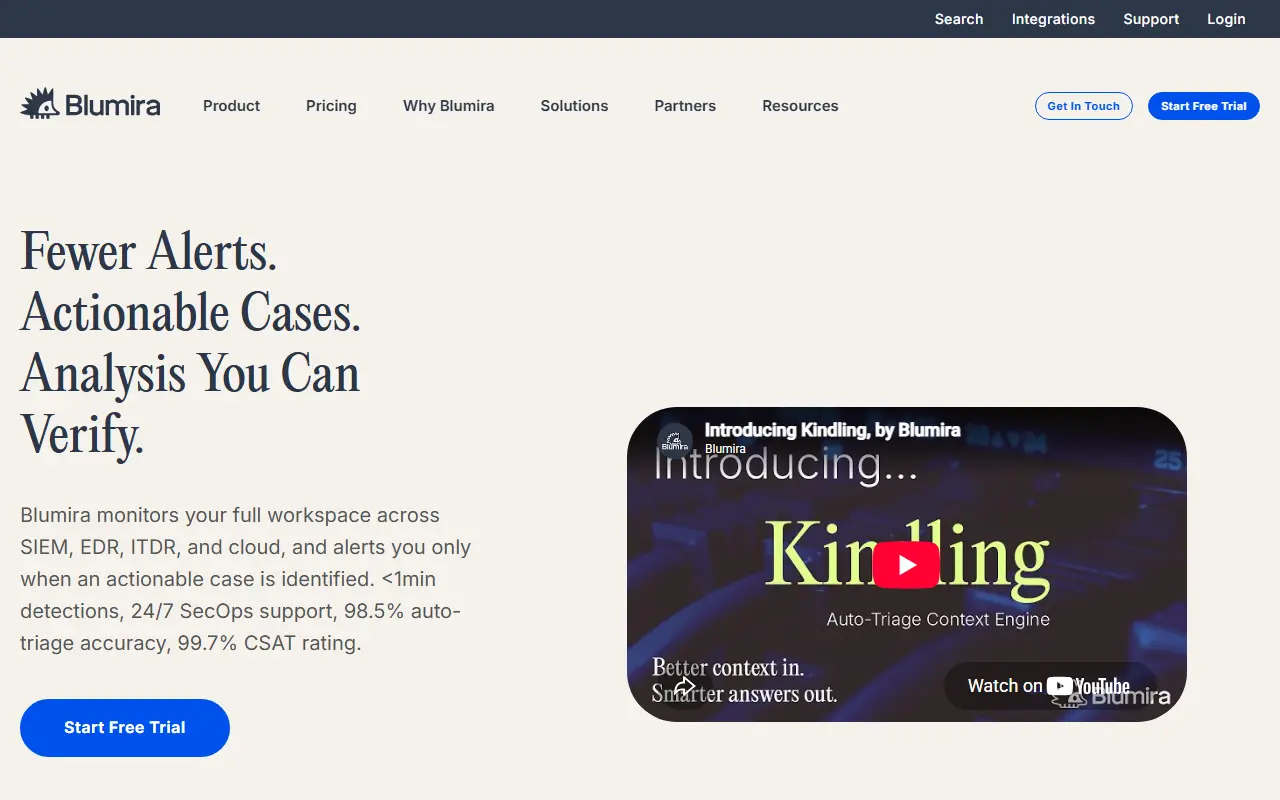 Search Integrations Support Login
Blumira Product Pricing Why Blumira Solutions Partners Resources Get In Touch Start Free Trial
Fewer Alerts.
Actionable Cases.
Analysis You Can
Verify.
Blumira monitors your full workspace across
SIEM, EDR, ITDR, and cloud, and alerts you only
when an actionable case is identified. <1min
detections, 24/7 SecOps support, 98.5% auto-
triage accuracy, 99.7% CSAT rating.
Start Free Trial
Introducing Kindling, by Blumira
Blumira
Blumira
Introducing...
25
Kindling
Auto-Triage Context Engine
Better context in.
Smarter answers out.
Watch on YouTube
Blumira